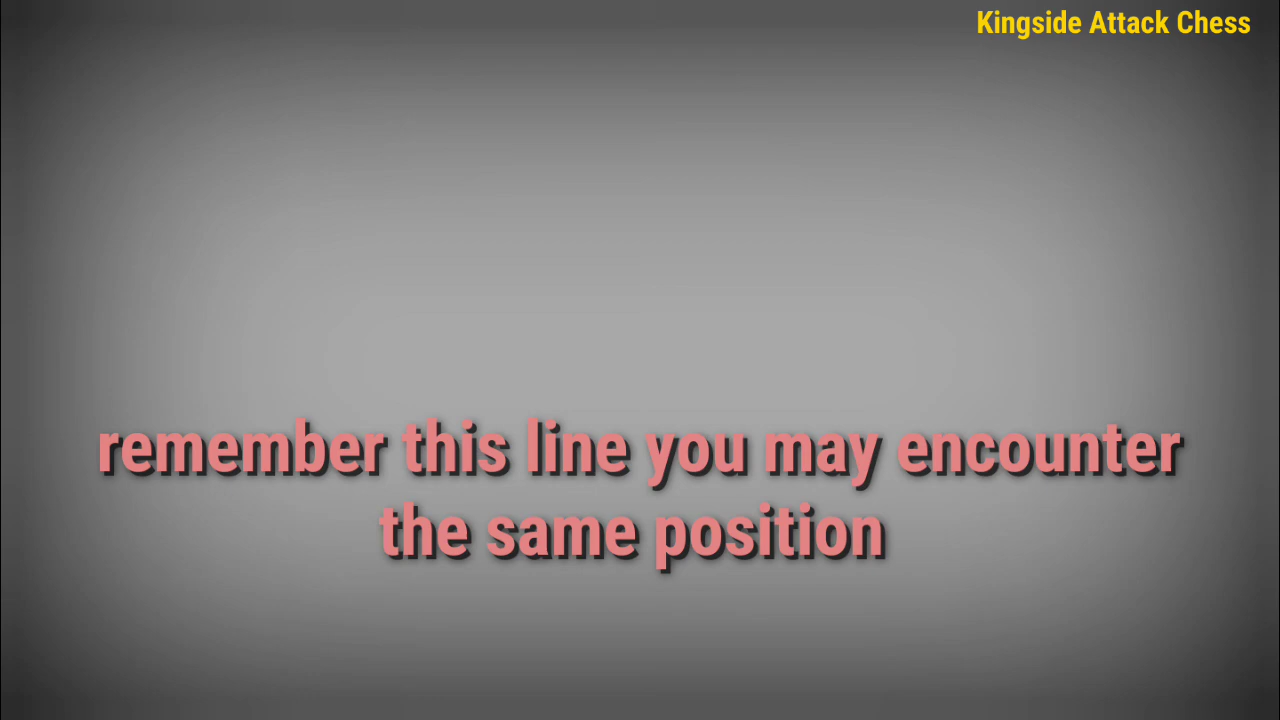 Kingside Attack Chess
remember this line you may encounter
the same position